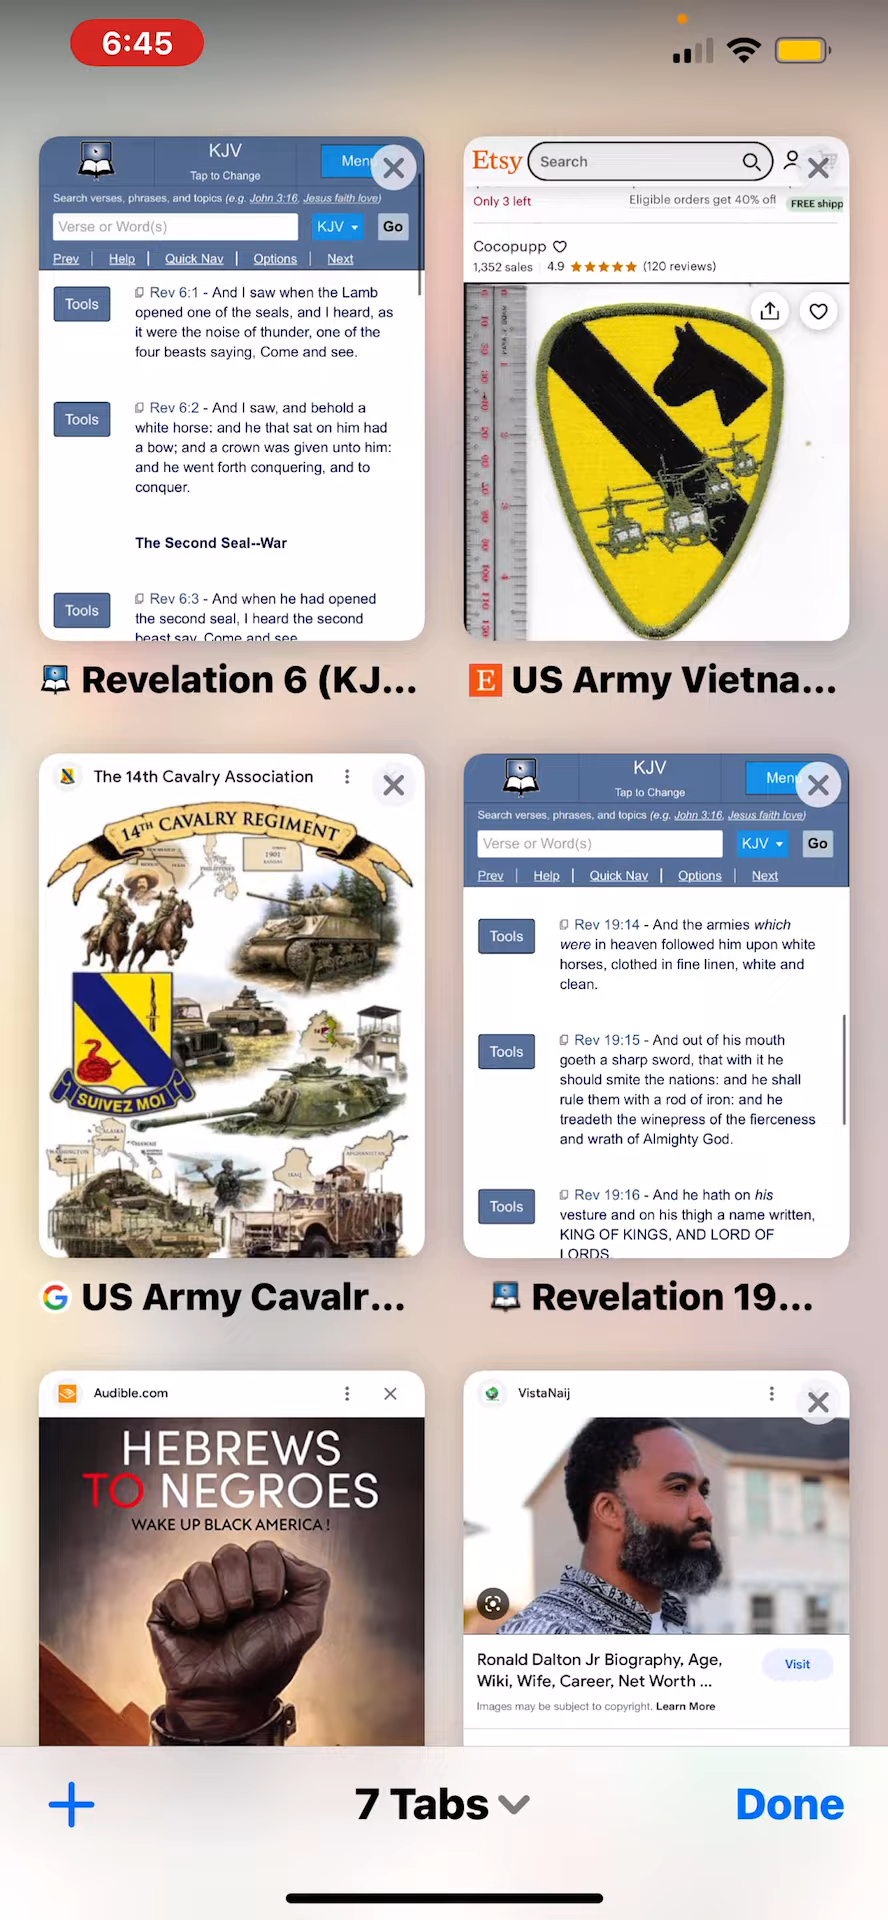 6:45
KJV
Tap to Change
Menu
Search verses, phrases, and topics (e.g. John 3:16, Jesus faith love)
Verse or Word(s)
KJV
Go
Prev | Help | Quick Nav | Options | Next
Tools
Rev 6:1 - And I saw when the Lamb
opened one of the seals, and I heard, as
it were the noise of thunder, one of the
four beasts saying, Come and see.
Tools
Rev 6:2 - And I saw, and behold a
white horse: and he that sat on him had
a bow; and a crown was given unto him:
and he went forth conquering, and to
conquer.
The Second Seal--War
Tools
Rev 6:3 - And when he had opened
the second seal, I heard the second
beast say, Come and see.
Revelation 6 (KJ...
Etsy
Search
Only 3 left
Eligible orders get 40% off
FREE shipp
Cocopupp
1,352 sales 4.9 (120 reviews)
US Army Vietna...
The 14th Cavalry Association
14TH CAVALRY REGIMENT
PHILIPPINES
1901
SUIVEZ MOI
ALASKA
WASHINGTON
IRAQ
AFGHANISTAN
US Army Cavalr...
KJV
Tap to Change
Menu
Search verses, phrases, and topics (e.g. John 3:16, Jesus faith love)
Verse or Word(s)
KJV
Go
Prev | Help | Quick Nav | Options | Next
Tools
Rev 19:14 - And the armies which
were in heaven followed him upon white
horses, clothed in fine linen, white and
clean.
Tools
Rev 19:15 - And out of his mouth
goeth a sharp sword, that with it he
should smite the nations: and he shall
rule them with a rod of iron: and he
treadeth the winepress of the fierceness
and wrath of Almighty God.
Tools
Rev 19:16 - And he hath on his
vesture and on his thigh a name written,
KING OF KINGS, AND LORD OF
LORDS.
Revelation 19...
Audible.com
HEBREWS
TO NEGROES
WAKE UP BLACK AMERICA!
VistaNaij
Ronald Dalton Jr Biography, Age,
Wiki, Wife, Career, Net Worth ...
Visit
Images may be subject to copyright. Learn More
7 Tabs
Done